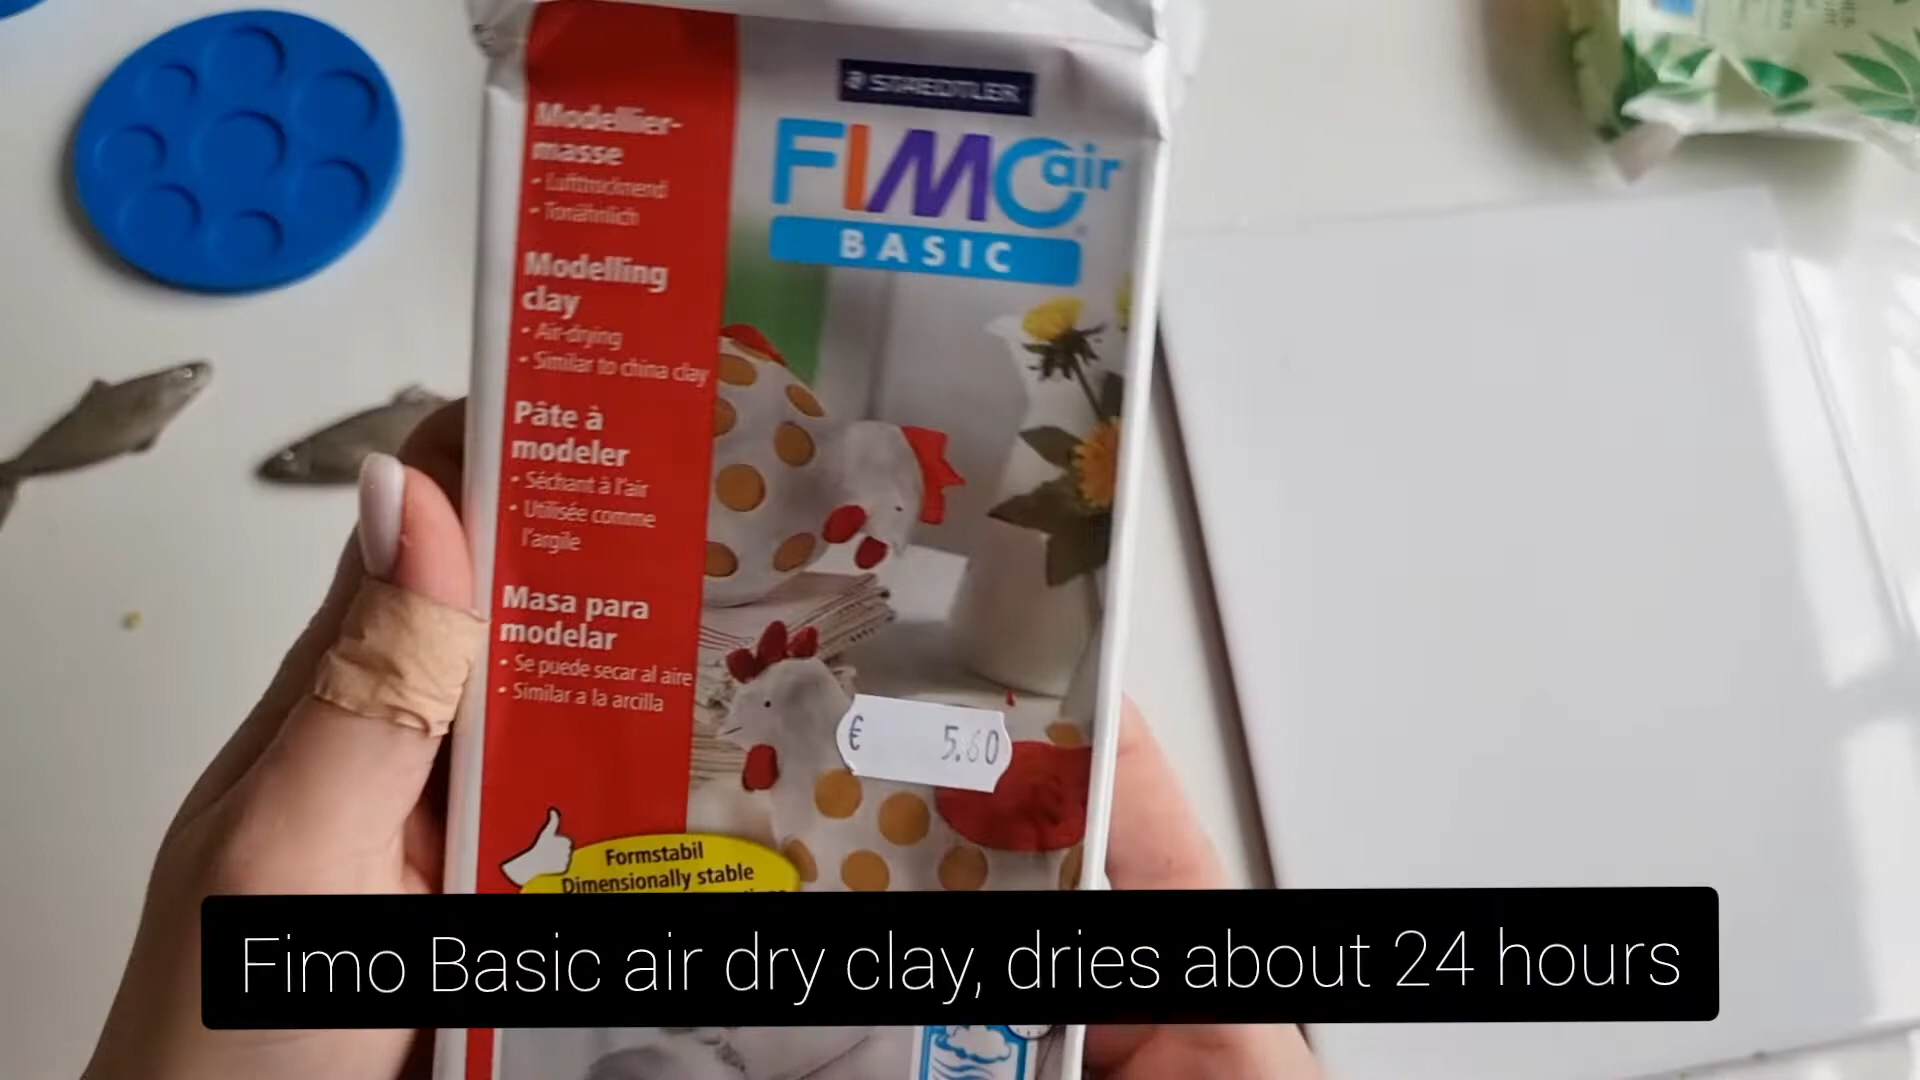 STAEDTLER
FIMO air
BASIC
Modellier-
masse
• Lufttrocknend
• Tonähnlich
Modelling
clay
• Air-drying
• Similar to china clay
Pâte à
modeler
• Séchant à l'air
• Utilisée comme
l'argile
Masa para
modelar
• Se puede secar al aire
• Similar a la arcilla
€ 5.60
Formstabil
Dimensionally stable
Fimo Basic air dry clay, dries about 24 hours